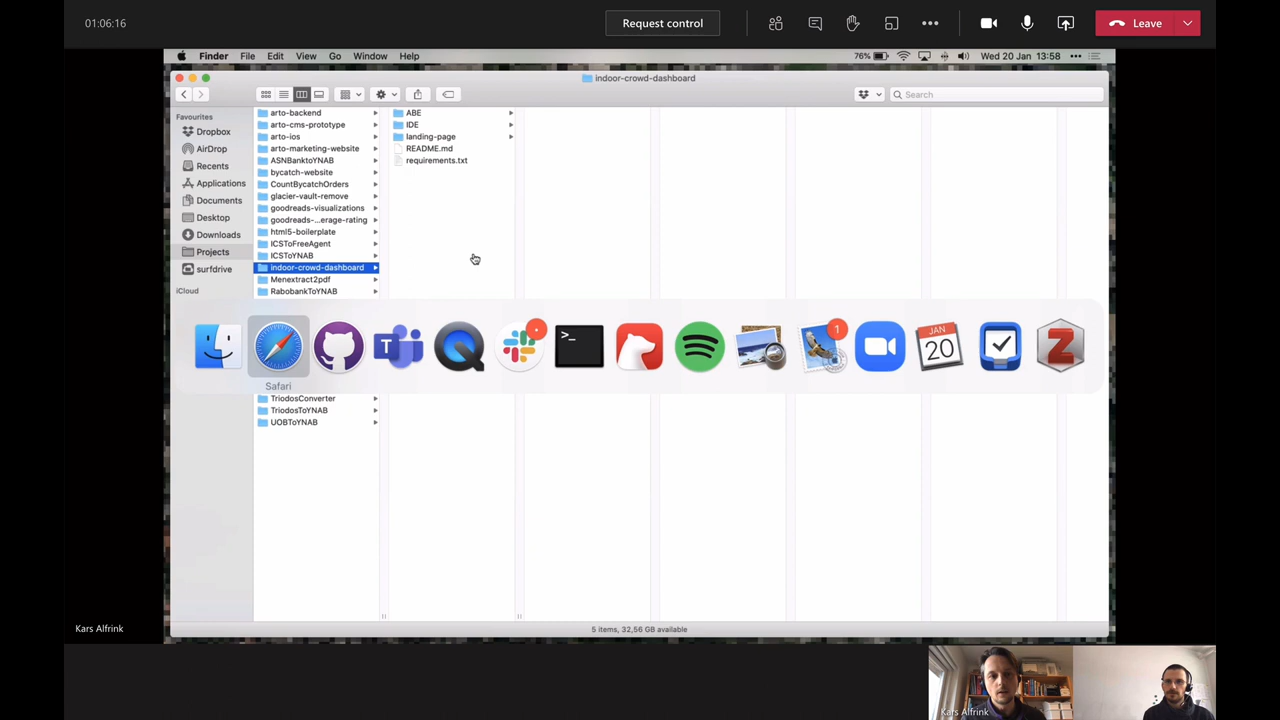 01:06:16
Request control
Leave
Finder File Edit View Go Window Help
76% Wed 20 Jan 13:58
indoor-crowd-dashboard
Search
Favourites
Dropbox
AirDrop
Recents
Applications
Documents
Desktop
Downloads
Projects
surfdrive
iCloud
arto-backend
arto-cms-prototype
arto-ios
arto-marketing-website
ASNBanktoYNAB
bycatch-website
CountBycatchOrders
glacier-vault-remove
goodreads-visualizations
goodreads-...erage-rating
html5-boilerplate
ICSToFreeAgent
ICSToYNAB
indoor-crowd-dashboard
Menextract2pdf
RabobankToYNAB
TriodosConverter
TriodosToYNAB
UOBToYNAB
ABE
IDE
landing-page
README.md
requirements.txt
>_
1
JAN
20
Z
Safari
5 items, 32,56 GB available
Kars Alfrink
Kars Alfrink